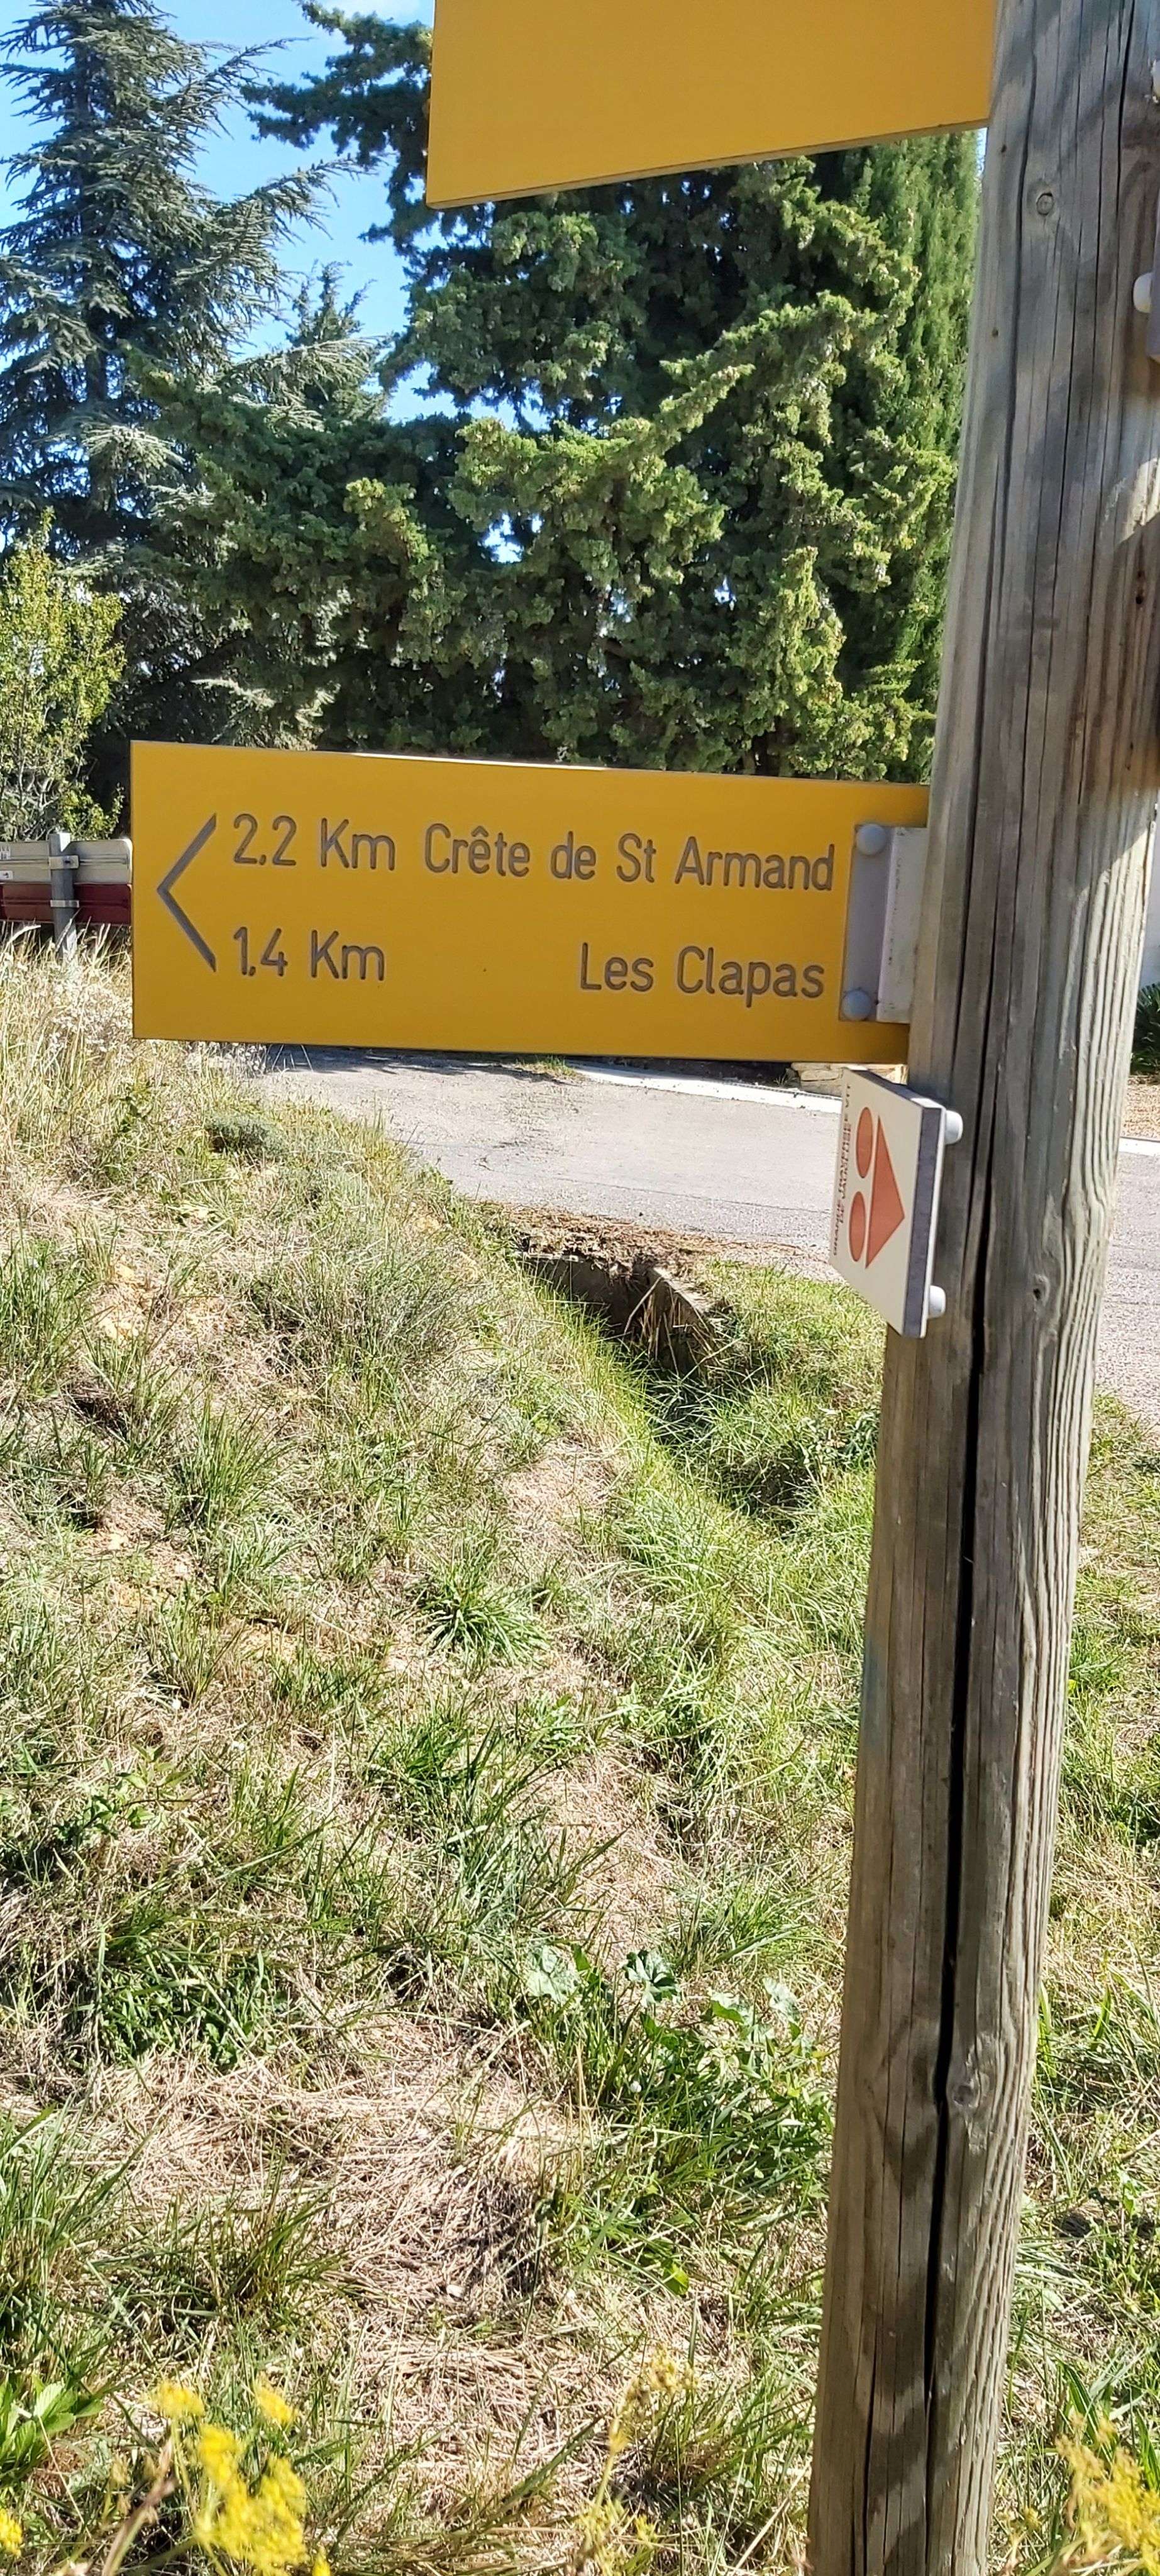 2.2 Km Crête de St Armand
1.4 Km Les Clapas